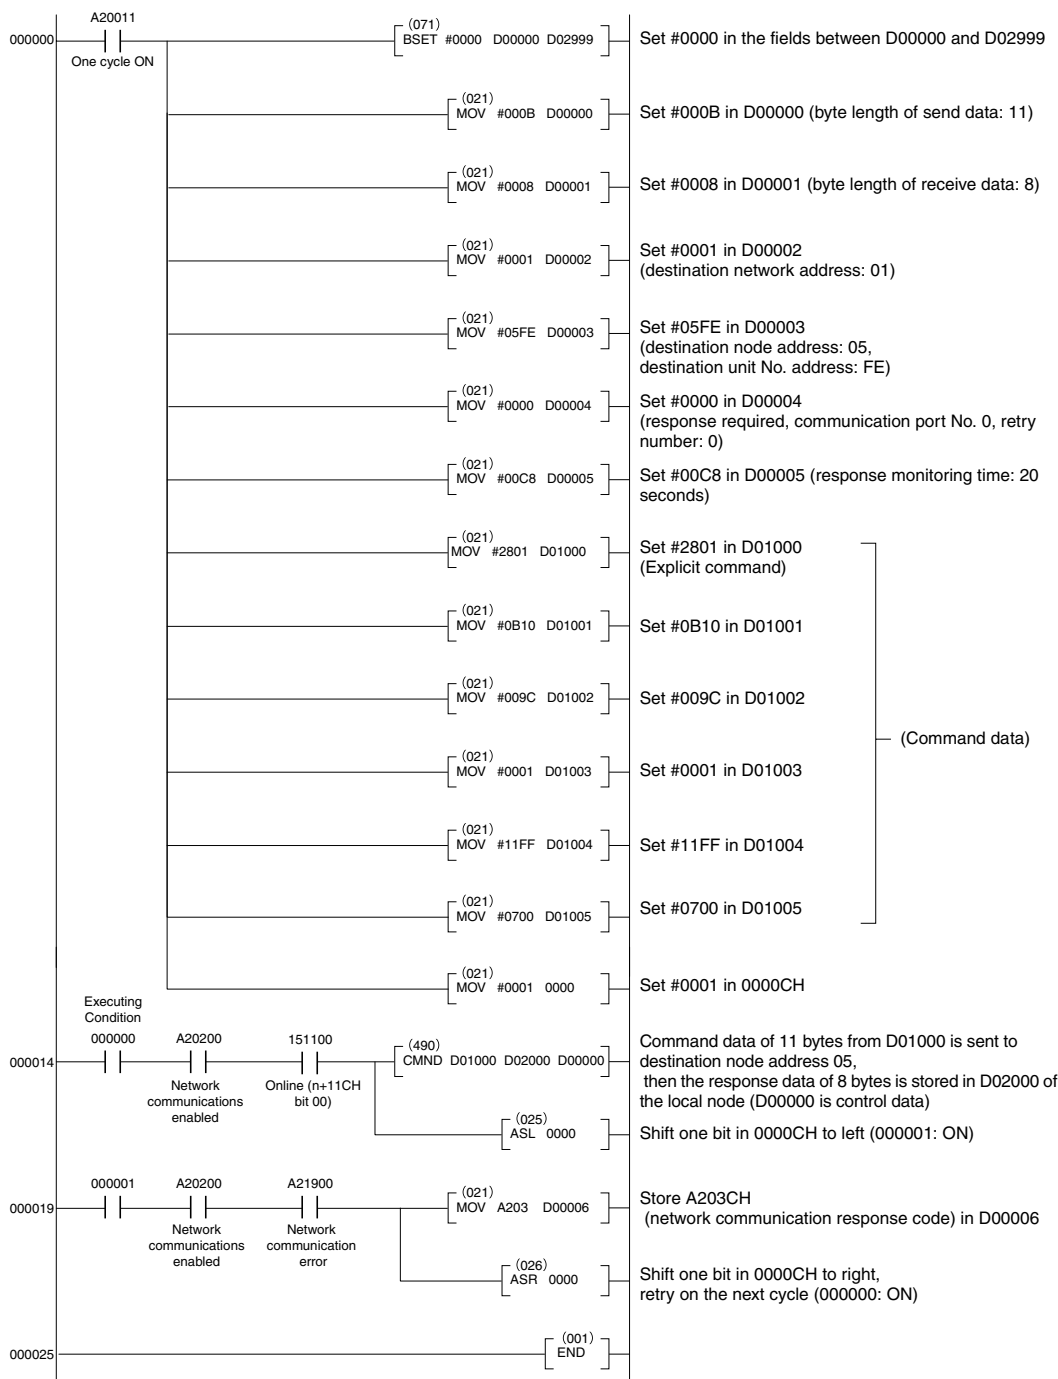 A20011
000000
One cycle ON
(071)
BSET #0000 D00000 D02999
Set #0000 in the fields between D00000 and D02999
(021)
MOV #000B D00000
Set #000B in D00000 (byte length of send data: 11)
(021)
MOV #0008 D00001
Set #0008 in D00001 (byte length of receive data: 8)
(021)
MOV #0001 D00002
Set #0001 in D00002
(destination network address: 01)
(021)
MOV #05FE D00003
Set #05FE in D00003
(destination node address: 05,
destination unit No. address: FE)
(021)
MOV #0000 D00004
Set #0000 in D00004
(response required, communication port No. 0, retry
number: 0)
(021)
MOV #00C8 D00005
Set #00C8 in D00005 (response monitoring time: 20
seconds)
(021)
MOV #2801 D01000
Set #2801 in D01000
(Explicit command)
(021)
MOV #0B10 D01001
Set #0B10 in D01001
(021)
MOV #009C D01002
Set #009C in D01002
(Command data)
(021)
MOV #0001 D01003
Set #0001 in D01003
(021)
MOV #11FF D01004
Set #11FF in D01004
(021)
MOV #0700 D01005
Set #0700 in D01005
(021)
MOV #0001 0000
Set #0001 in 0000CH
Executing
Condition
000000 A20200 151100
000014
Network
communications
enabled
Online (n+11CH
bit 00)
(490)
CMND D01000 D02000 D00000
Command data of 11 bytes from D01000 is sent to
destination node address 05,
then the response data of 8 bytes is stored in D02000 of
the local node (D00000 is control data)
(025)
ASL 0000
Shift one bit in 0000CH to left (000001: ON)
000001 A20200 A21900
000019
Network
communications
enabled
Network
communication
error
(021)
MOV A203 D00006
Store A203CH
(network communication response code) in D00006
(026)
ASR 0000
Shift one bit in 0000CH to right,
retry on the next cycle (000000: ON)
000025
(001)
END